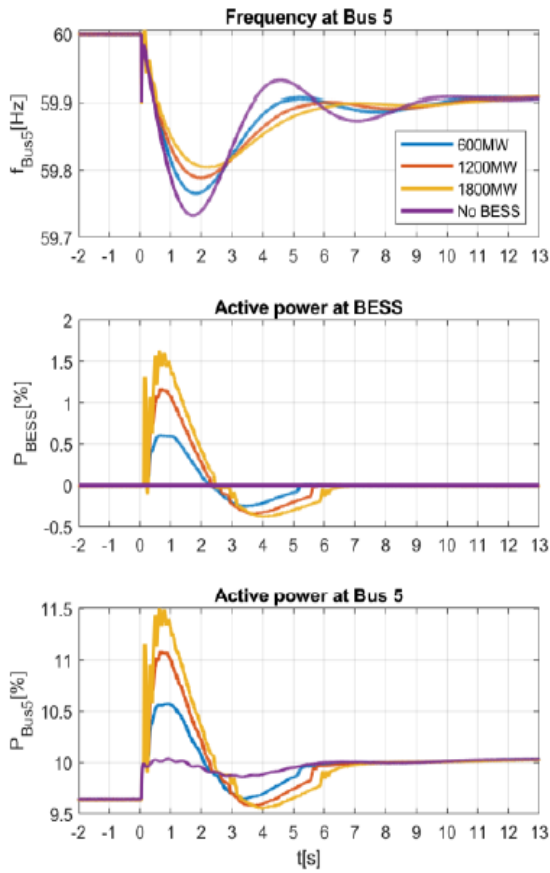 Frequency at Bus 5
60
59.9
59.8
59.7
f_Bus5[Hz]
600MW
1200MW
1800MW
No BESS
-2 -1 0 1 2 3 4 5 6 7 8 9 10 11 12 13
Active power at BESS
2
1.5
1
0.5
0
-0.5
P_BESS[%]
-2 -1 0 1 2 3 4 5 6 7 8 9 10 11 12 13
Active power at Bus 5
11.5
11
10.5
10
9.5
P_Bus5[%]
-2 -1 0 1 2 3 4 5 6 7 8 9 10 11 12 13
t[s]